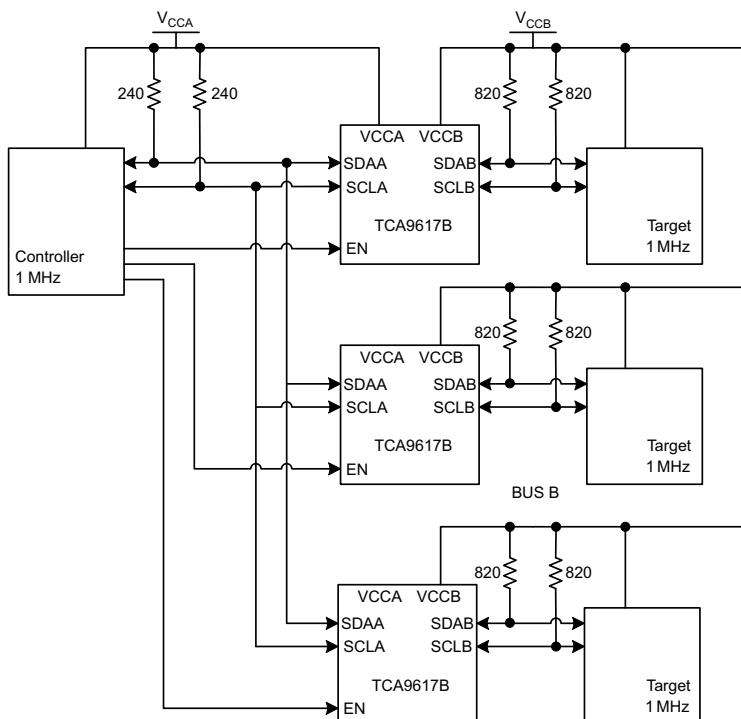 VCCA
VCCB
240
240
820
820
VCCA VCCB
SDAA SDAB
SCLA SCLB
TCA9617B
EN
Controller
1 MHz
Target
1 MHz
820
820
VCCA VCCB
SDAA SDAB
SCLA SCLB
TCA9617B
EN
Target
1 MHz
BUS B
820
820
VCCA VCCB
SDAA SDAB
SCLA SCLB
TCA9617B
EN
Target
1 MHz